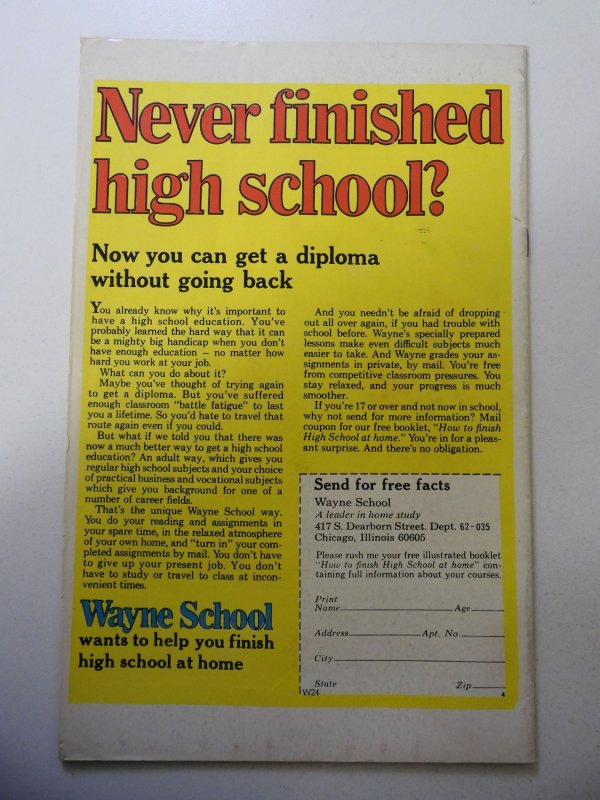 Never finished
high school?
Now you can get a diploma
without going back
You already know why it's important to
have a high school education. You've
probably learned the hard way that it can
be a mighty big handicap when you don't
have enough education – no matter how
hard you work at your job.
What can you do about it?
Maybe you've thought of trying again
to get a diploma. But you've suffered
enough classroom "battle fatigue" to last
you a lifetime. So you'd hate to travel that
route again even if you could.
But what if we told you that there was
now a much better way to get a high school
education? An adult way, which gives you
regular high school subjects and your choice
of practical business and vocational subjects
which give you background for one of a
number of career fields.
That's the unique Wayne School way.
You do your reading and assignments in
your spare time, in the relaxed atmosphere
of your own home, and "turn in" your com-
pleted assignments by mail. You don't have
to give up your present job. You don't
have to study or travel to class at incon-
venient times.
Wayne School
wants to help you finish
high school at home
And you needn't be afraid of dropping
out all over again, if you had trouble with
school before. Wayne's specially prepared
lessons make even difficult subjects much
easier to take. And Wayne grades your as-
signments in private, by mail. You're free
from competitive classroom pressures. You
stay relaxed, and your progress is much
smoother.
If you're 17 or over and not now in school,
why not send for more information? Mail
coupon for our free booklet, "How to finish
High School at home." You're in for a pleas-
ant surprise. And there's no obligation.
Send for free facts
Wayne School
A leader in home study
417 S. Dearborn Street. Dept. 62-035
Chicago, Illinois 60605
Please rush me your free illustrated booklet
"How to finish High School at home" con-
taining full information about your courses.
Print
Name Age
Address Apt. No.
City
State Zip
W24 4